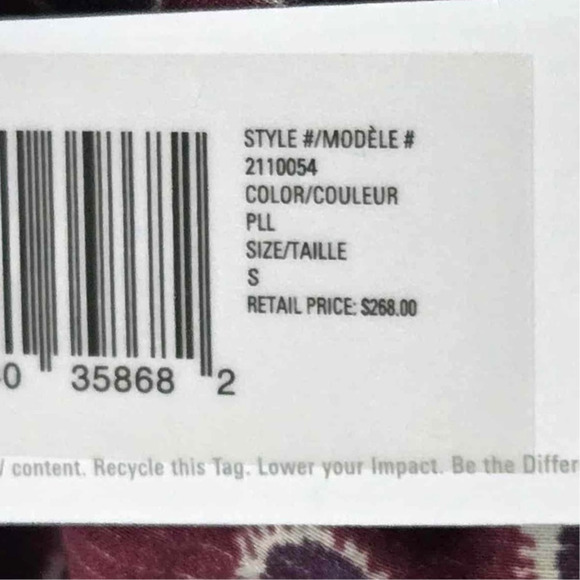 STYLE #/MODÈLE #
2110054
COLOR/COULEUR
PLL
SIZE/TAILLE
S
RETAIL PRICE: $268.00
0 35868 2
content. Recycle this Tag. Lower your Impact. Be the Differ